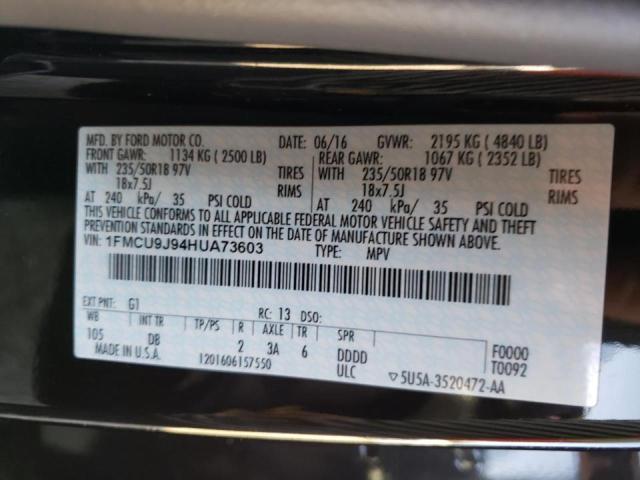 MFD. BY FORD MOTOR CO. DATE: 06/16 GVWR: 2195 KG ( 4840 LB)
FRONT GAWR: 1134 KG ( 2500 LB) REAR GAWR: 1067 KG ( 2352 LB)
WITH 235/50R18 97V TIRES WITH 235/50R18 97V TIRES
18x7.5J RIMS 18x7.5J RIMS
AT 240 kPa/ 35 PSI COLD AT 240 kPa/ 35 PSI COLD
THIS VEHICLE CONFORMS TO ALL APPLICABLE FEDERAL MOTOR VEHICLE SAFETY AND THEFT
PREVENTION STANDARDS IN EFFECT ON THE DATE OF MANUFACTURE SHOWN ABOVE.
VIN: 1FMCU9J94HUA73603 TYPE: MPV
EXT PNT: G1 RC: 13 DSO:
WB INT TR TP/PS R AXLE TR SPR F0000
105 DB 2 3A 6 DDDD T0092
MADE IN U.S.A. 1201606157550 ULC ▽ 5U5A-3520472-AA